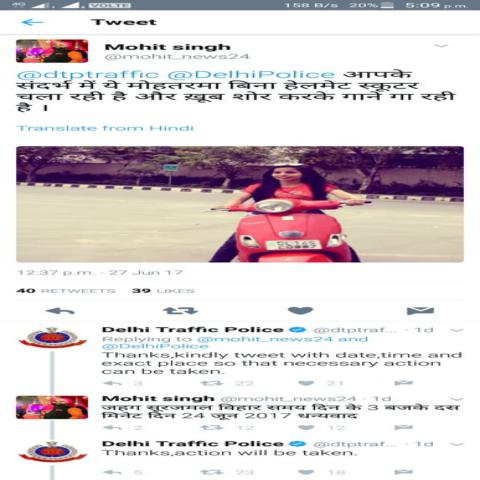 4G VOLTE 158 B/s 20% 5:09 p.m.
Tweet
Mohit singh
@mohit_news24
@dtptraffic @DelhiPolice आपके
संदर्भ में ये मोहतरमा बिना हेलमेट स्कूटर
चला रही है और ख़ूब शोर करके गाने गा रही
है ।
Translate from Hindi
12:37 p.m. · 27 Jun 17
40 RETWEETS 39 LIKES
Delhi Traffic Police @dtptraf... · 1d
Replying to @mohit_news24 and
@DelhiPolice
Thanks,kindly tweet with date,time and
exact place so that necessary action
can be taken.
3 22 21
Mohit singh @mohit_news24 · 1d
जहग सूरजमल विहार समय दिन के 3 बजके दस
मिनेट दिन 24 जून 2017 धन्यवाद
2 12 12
Delhi Traffic Police @dtptraf... · 1d
Thanks,action will be taken.
5 23 18